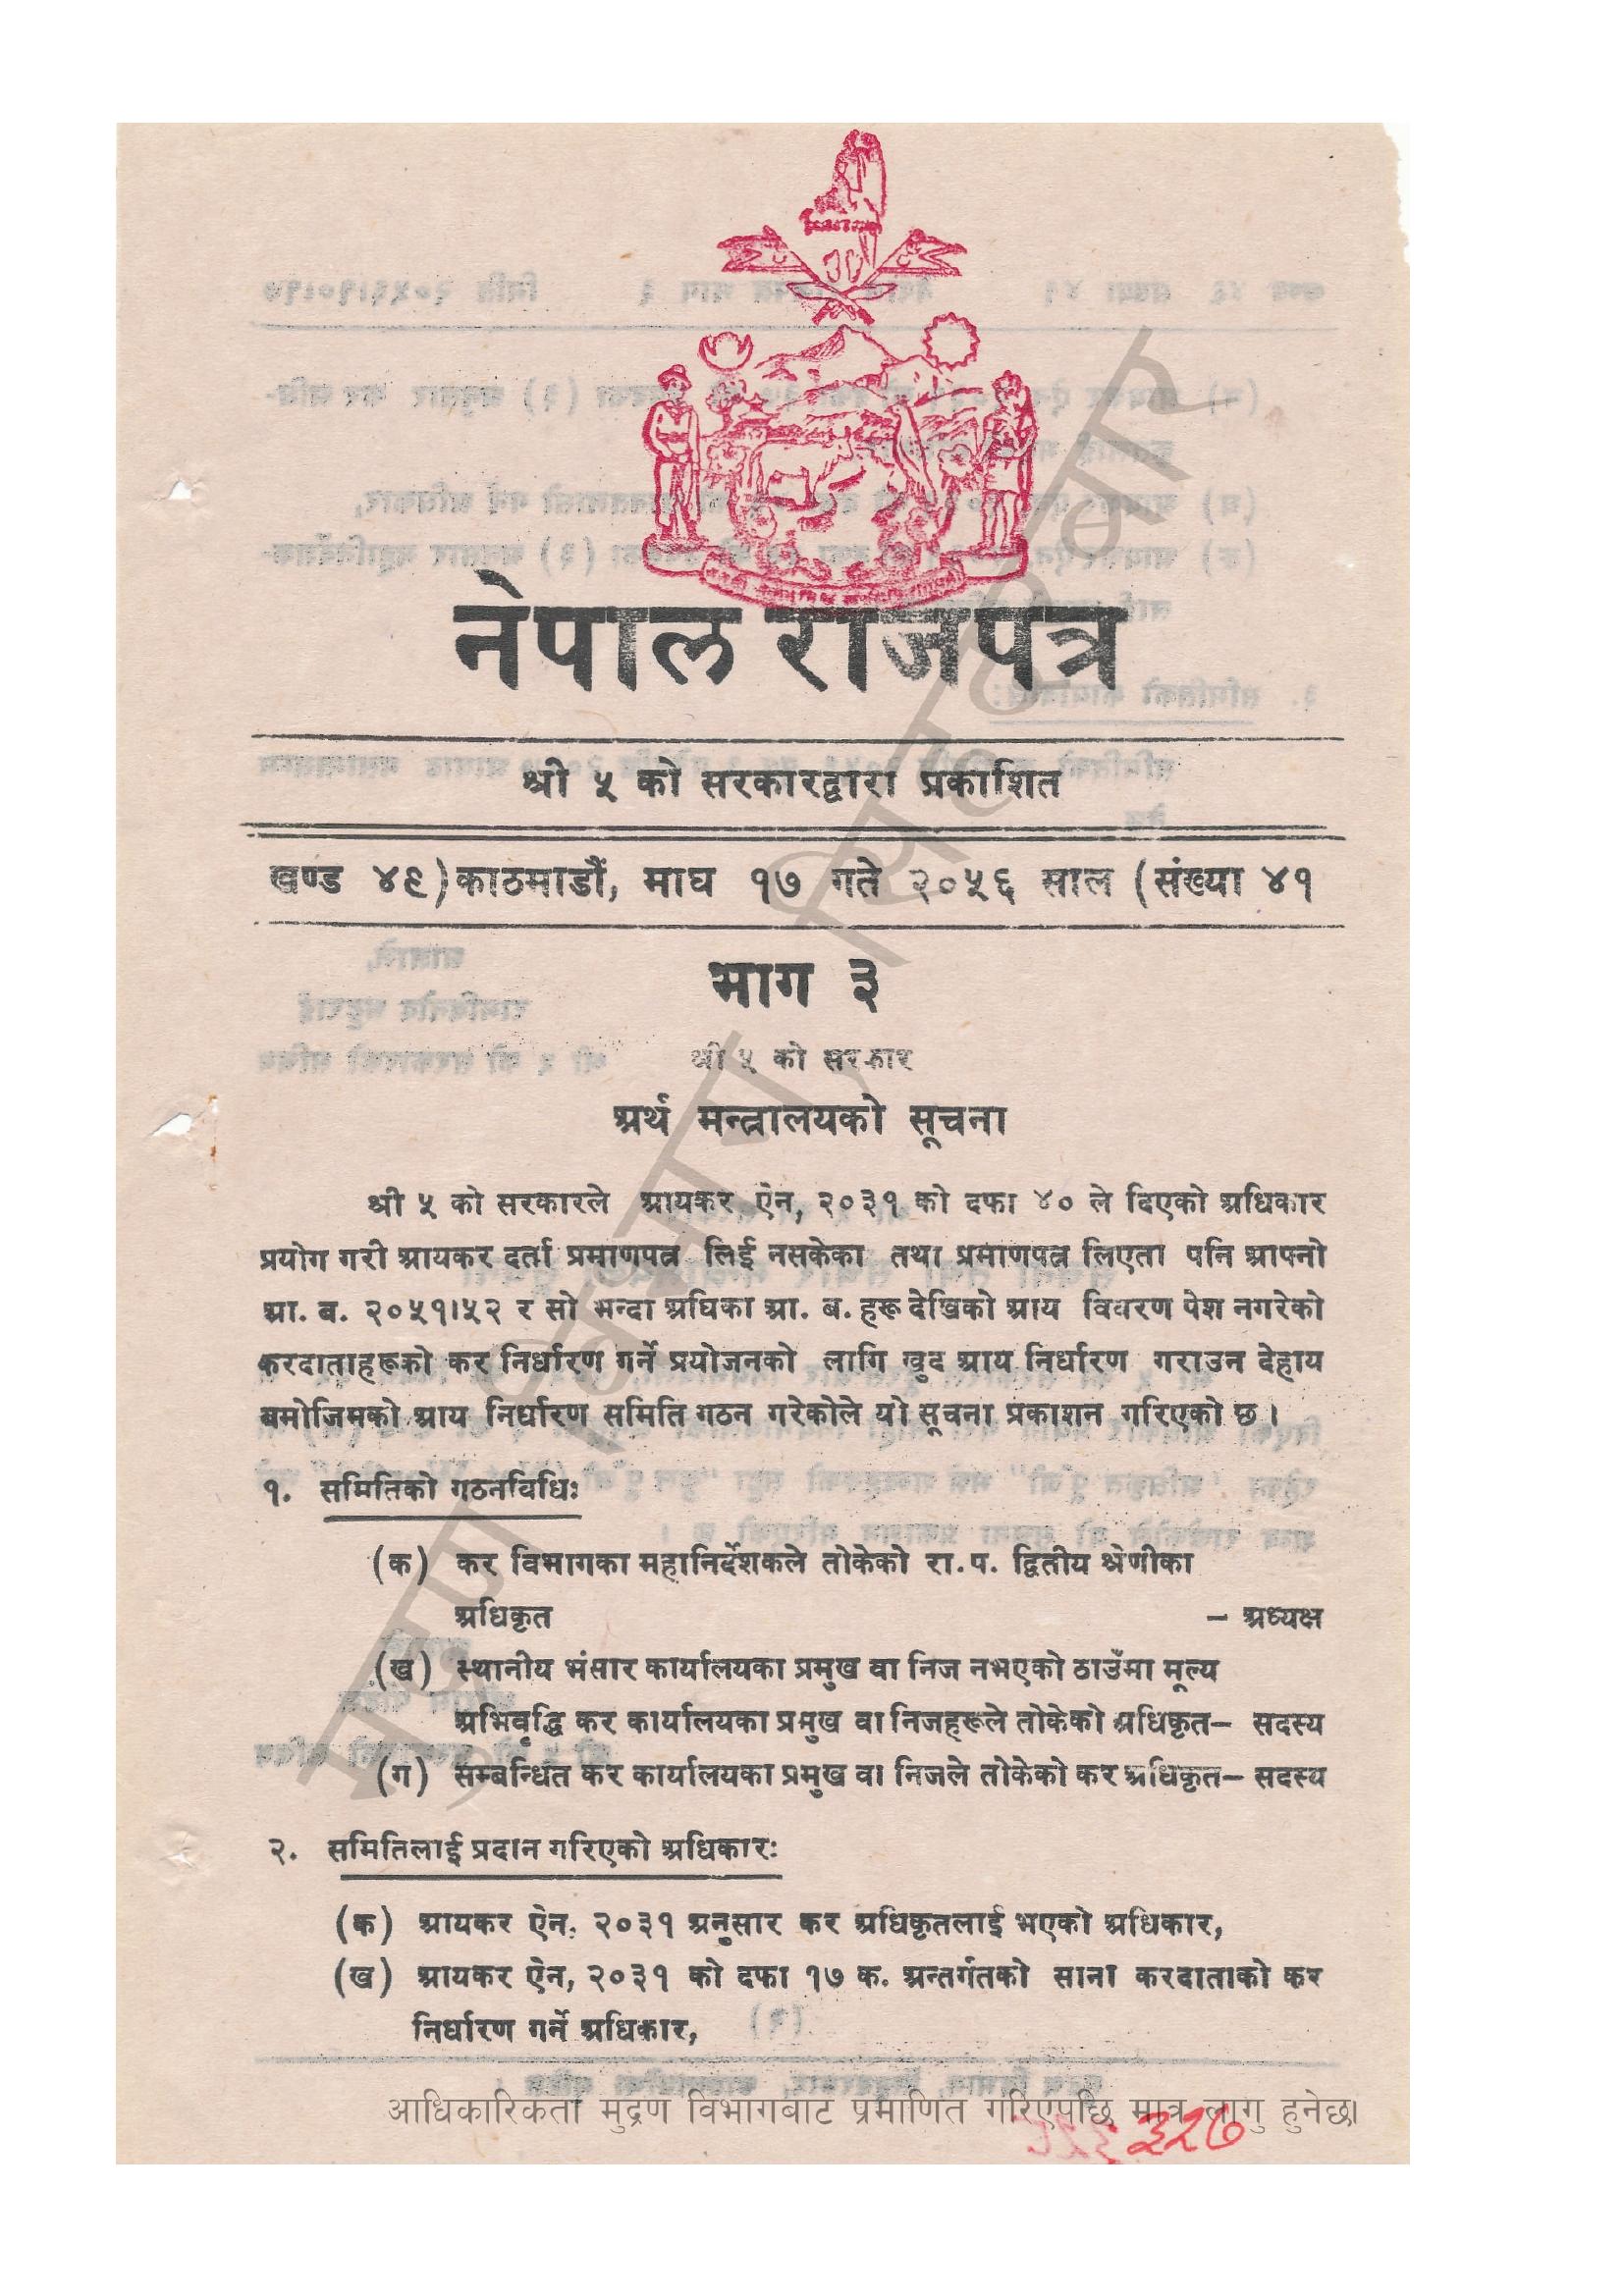 नेपाल राजपत्र
श्री ५ को सरकारद्वारा प्रकाशित
खण्ड ४९) काठमाडौं, माघ १७ गते २०५६ साल (संख्या ४१
भाग ३
श्री ५ को सरकार
अर्थ मन्त्रालयको सूचना
श्री ५ को सरकारले आयकर ऐन, २०३१ को दफा ४० ले दिएको अधिकार
प्रयोग गरी आयकर दर्ता प्रमाणपत्र लिई नसकेका तथा प्रमाणपत्र लिएता पनि आपनो
आ. ब. २०५१।५२ र सो भन्दा अघिका आ. ब. हरू देखिको आय विवरण पेश नगरेको
करदाताहरूको कर निर्धारण गर्ने प्रयोजनको लागि खुद आय निर्धारण गराउन देहाय
बमोजिमको आय निर्धारण समिति गठन गरेकोले यो सूचना प्रकाशन गरिएको छ।
१. समितिको गठनविधिः
(क) कर विभागका महानिर्देशकले तोकेको रा.प. द्वितीय श्रेणीका
अधिकृत – अध्यक्ष
(ख) स्थानीय भंसार कार्यालयका प्रमुख वा निज नभएको ठाउँमा मूल्य
अभिवृद्धि कर कार्यालयका प्रमुख वा निजहरूले तोकेको अधिकृत– सदस्य
(ग) सम्बन्धित कर कार्यालयका प्रमुख वा निजले तोकेको कर अधिकृत– सदस्य
२. समितिलाई प्रदान गरिएको अधिकारः
(क) आयकर ऐन. २०३१ अनुसार कर अधिकृतलाई भएको अधिकार,
(ख) आयकर ऐन, २०३१ को दफा १७ क. अन्तर्गतको साना करदाताको कर
निर्धारण गर्ने अधिकार,
आधिकारिकता मुद्रण विभागबाट प्रमाणित गरिएपछि मात्र लागु हुनेछ।
३२७
मुद्रण विभाग, सिंहदरबार